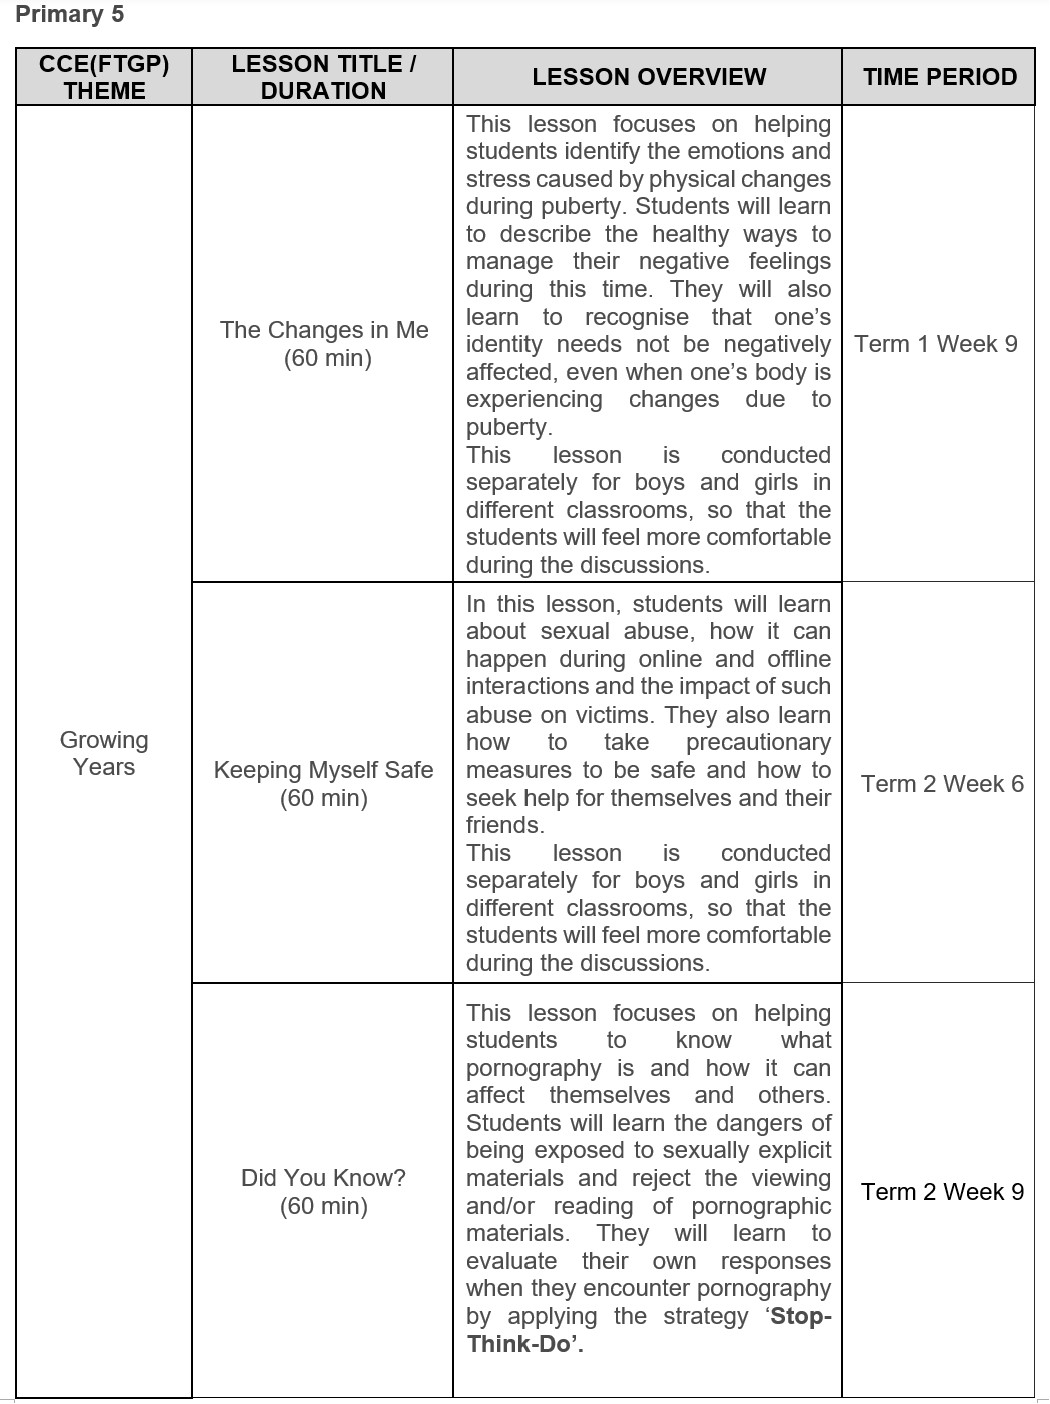 Primary 5
CCE(FTGP)
THEME
LESSON TITLE /
DURATION
LESSON OVERVIEW
TIME PERIOD
Growing
Years
The Changes in Me
(60 min)
This lesson focuses on helping
students identify the emotions and
stress caused by physical changes
during puberty. Students will learn
to describe the healthy ways to
manage their negative feelings
during this time. They will also
learn to recognise that one’s
identity needs not be negatively
affected, even when one’s body is
experiencing changes due to
puberty.
This lesson is conducted
separately for boys and girls in
different classrooms, so that the
students will feel more comfortable
during the discussions.
Term 1 Week 9
Keeping Myself Safe
(60 min)
In this lesson, students will learn
about sexual abuse, how it can
happen during online and offline
interactions and the impact of such
abuse on victims. They also learn
how to take precautionary
measures to be safe and how to
seek help for themselves and their
friends.
This lesson is conducted
separately for boys and girls in
different classrooms, so that the
students will feel more comfortable
during the discussions.
Term 2 Week 6
Did You Know?
(60 min)
This lesson focuses on helping
students to know what
pornography is and how it can
affect themselves and others.
Students will learn the dangers of
being exposed to sexually explicit
materials and reject the viewing
and/or reading of pornographic
materials. They will learn to
evaluate their own responses
when they encounter pornography
by applying the strategy ‘Stop-
Think-Do’.
Term 2 Week 9